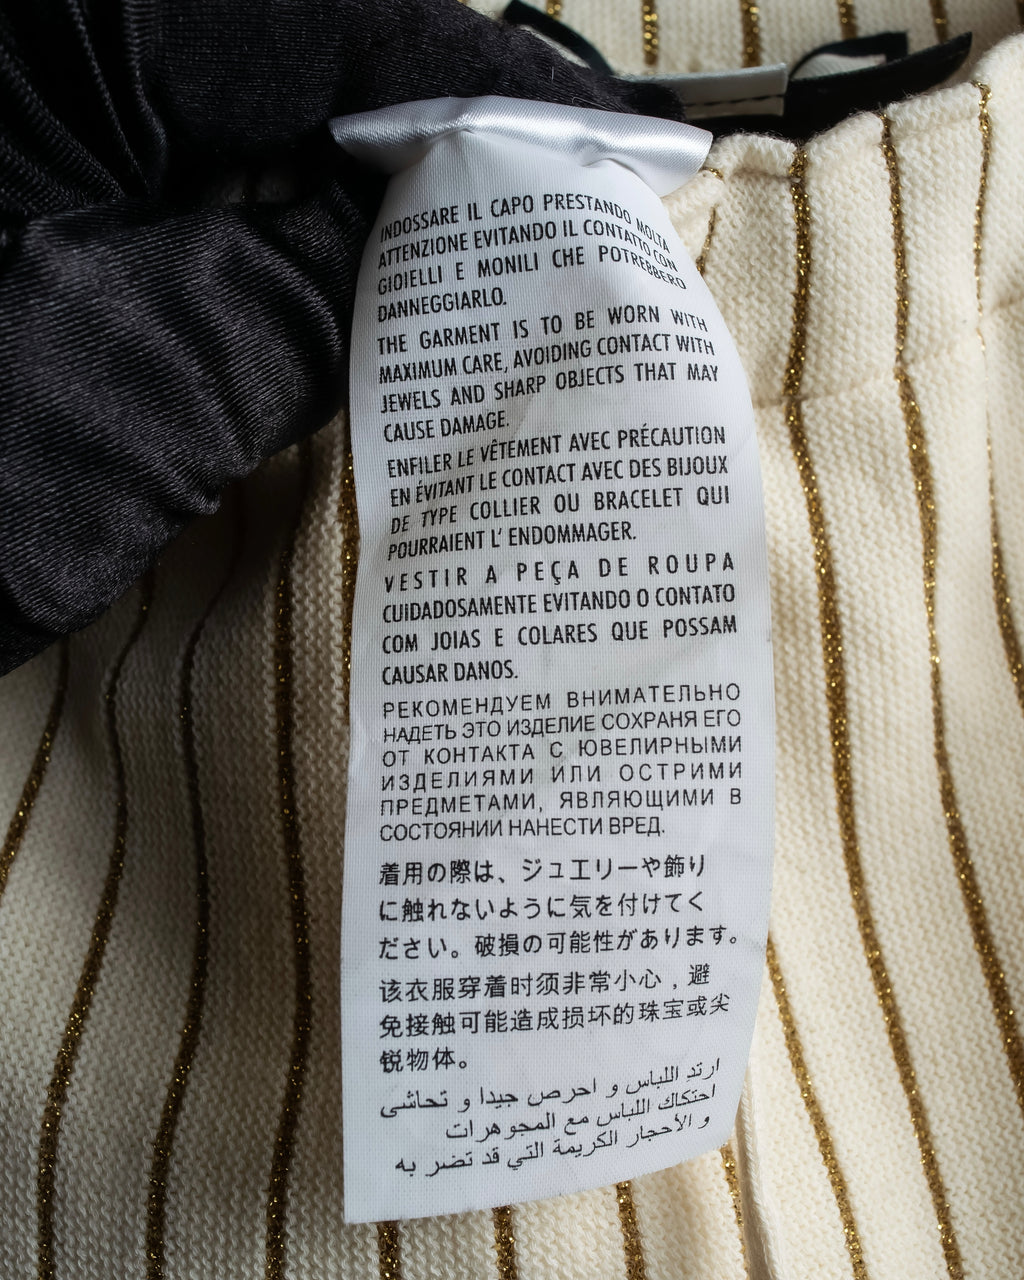 INDOSSARE IL CAPO PRESTANDO MOLTA
ATTENZIONE EVITANDO IL CONTATTO CON
GIOIELLI E MONILI CHE POTREBBERO
DANNEGGIARLO.
THE GARMENT IS TO BE WORN WITH
MAXIMUM CARE, AVOIDING CONTACT WITH
JEWELS AND SHARP OBJECTS THAT MAY
CAUSE DAMAGE.
ENFILER LE VÊTEMENT AVEC PRÉCAUTION
EN ÉVITANT LE CONTACT AVEC DES BIJOUX
DE TYPE COLLIER OU BRACELET QUI
POURRAIENT L' ENDOMMAGER.
VESTIR A PEÇA DE ROUPA
CUIDADOSAMENTE EVITANDO O CONTATO
COM JOIAS E COLARES QUE POSSAM
CAUSAR DANOS.
РЕКОМЕНДУЕМ ВНИМАТЕЛЬНО
НАДЕТЬ ЭТО ИЗДЕЛИЕ СОХРАНЯ ЕГО
ОТ КОНТАКТА С ЮВЕЛИРНЫМИ
ИЗДЕЛИЯМИ ИЛИ ОСТРИМИ
ПРЕДМЕТАМИ, ЯВЛЯЮЩИМИ В
СОСТОЯНИИ НАНЕСТИ ВРЕД.
着用の際は、ジュエリーや飾り
に触れないように気を付けてく
ださい。破損の可能性があります。
该衣服穿着时须非常小心，避
免接触可能造成损坏的珠宝或尖
锐物体。
ارتد اللباس و احرص جيدا و تحاشى
احتكاك اللباس مع المجوهرات
و الأحجار الكريمة التي قد تضر به